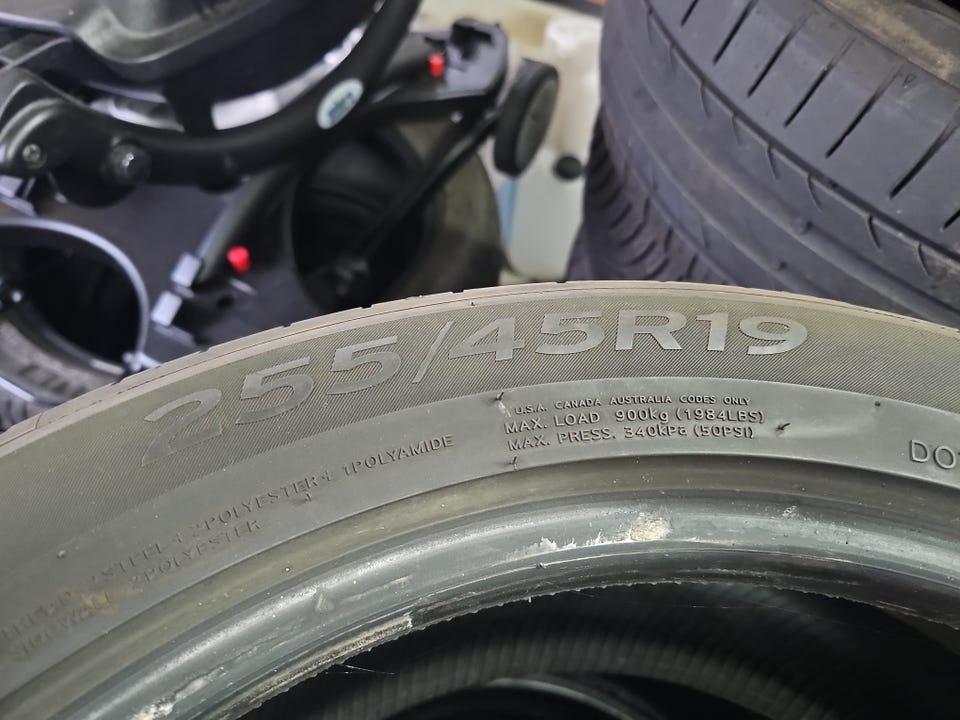 255/45R19
U.S.A. CANADA AUSTRALIA CODES ONLY
MAX. LOAD 900kg (1984LBS)
MAX. PRESS. 340kPa (50PSI)
2POLYESTER + 1POLYAMIDE
2POLYESTER
DOT